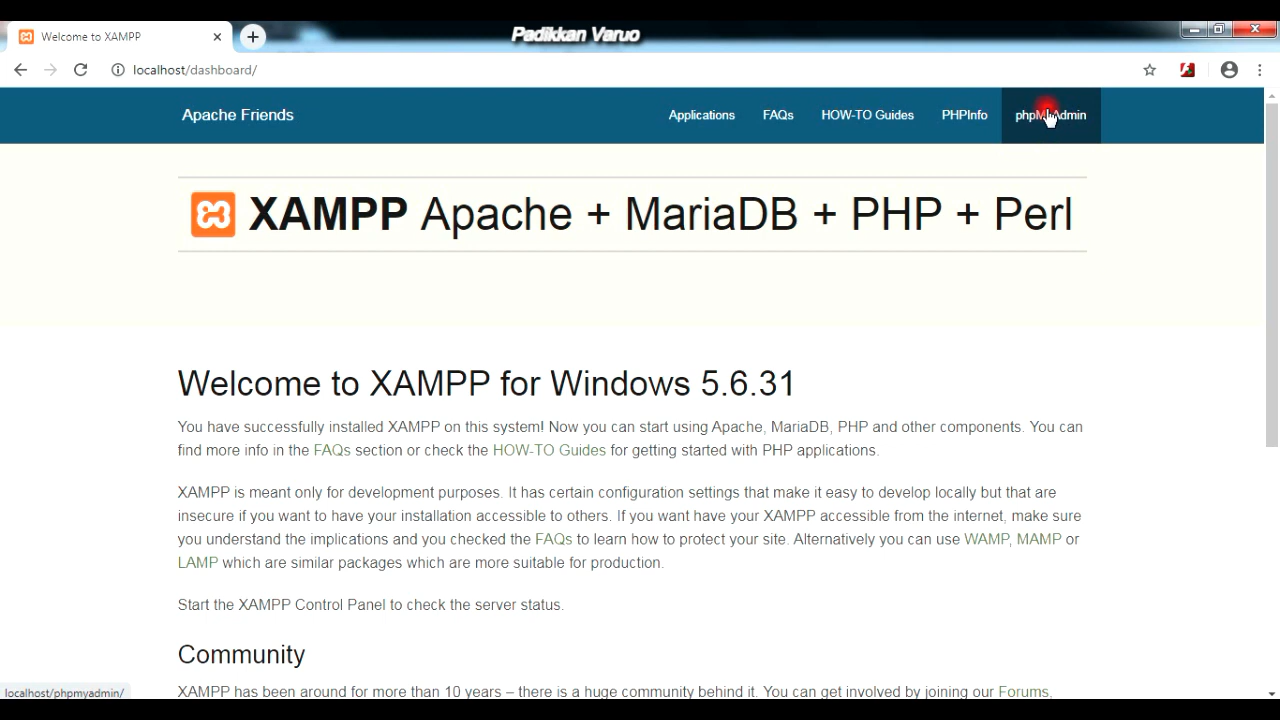 Padikkan Varuo
Welcome to XAMPP
localhost/dashboard/
Apache Friends Applications FAQs HOW-TO Guides PHPInfo phpMyAdmin
XAMPP Apache + MariaDB + PHP + Perl
Welcome to XAMPP for Windows 5.6.31
You have successfully installed XAMPP on this system! Now you can start using Apache, MariaDB, PHP and other components. You can
find more info in the FAQs section or check the HOW-TO Guides for getting started with PHP applications.
XAMPP is meant only for development purposes. It has certain configuration settings that make it easy to develop locally but that are
insecure if you want to have your installation accessible to others. If you want have your XAMPP accessible from the internet, make sure
you understand the implications and you checked the FAQs to learn how to protect your site. Alternatively you can use WAMP, MAMP or
LAMP which are similar packages which are more suitable for production.
Start the XAMPP Control Panel to check the server status.
Community
XAMPP has been around for more than 10 years – there is a huge community behind it. You can get involved by joining our Forums,
localhost/phpmyadmin/